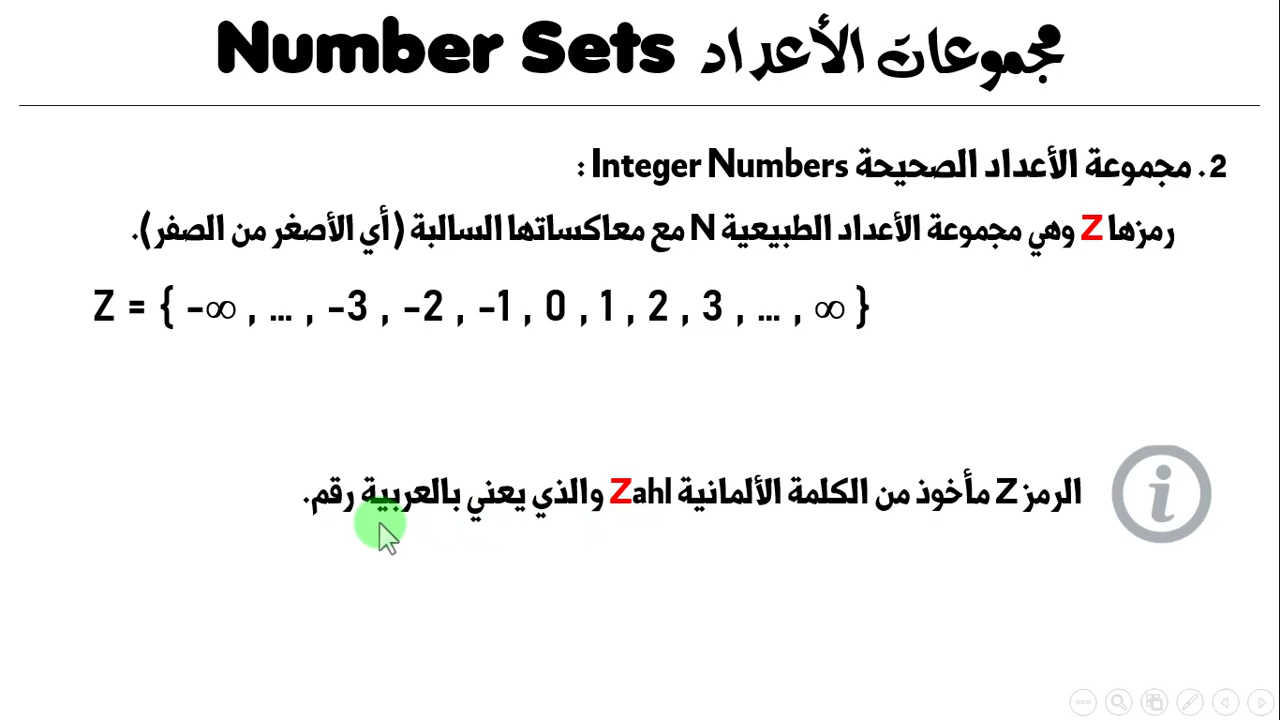 مجموعات الأعداد Number Sets
2. مجموعة الأعداد الصحيحة Integer Numbers :
رمزها Z وهي مجموعة الأعداد الطبيعية N مع معاكساتها السالبة (أي الأصغر من الصفر).
Z = { -∞ , ... , -3 , -2 , -1 , 0 , 1 , 2 , 3 , ... , ∞ }
الرمز Z مأخوذ من الكلمة الألمانية Zahl والذي يعني بالعربية رقم.